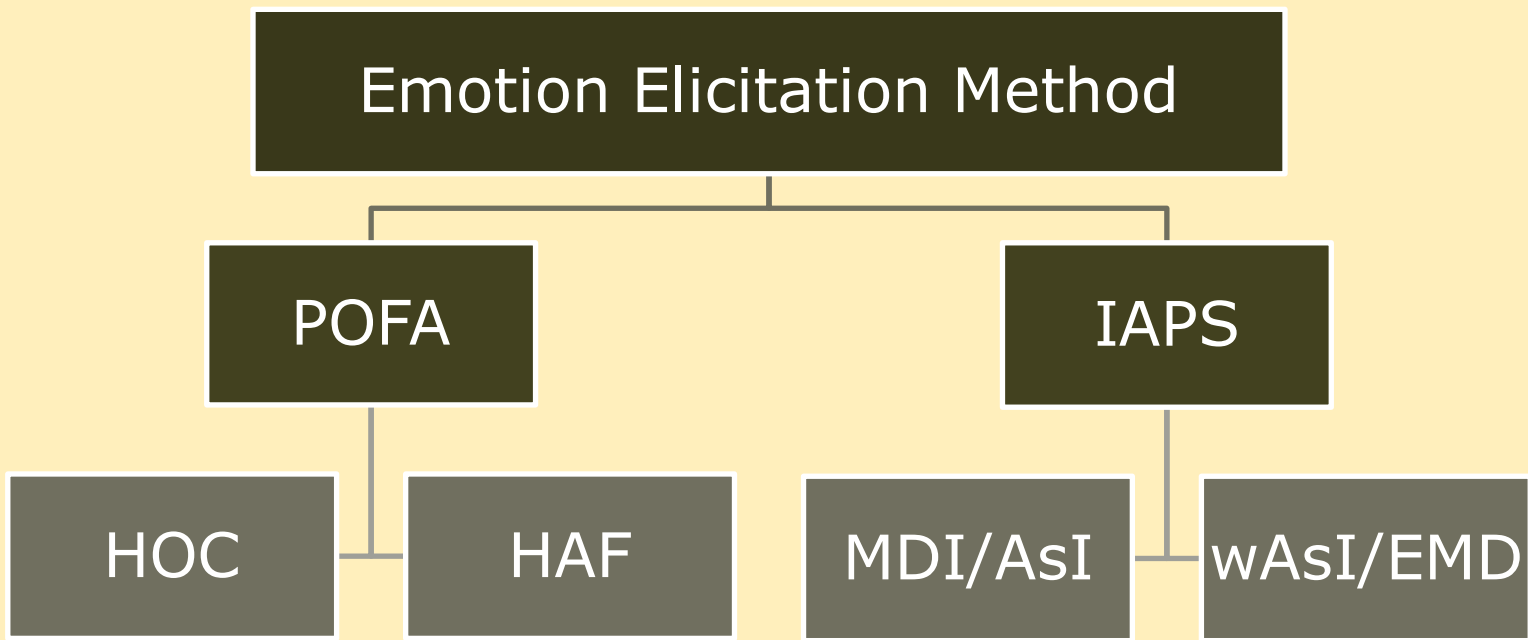 Emotion Elicitation Method
POFA
IAPS
HOC
HAF
MDI/AsI
wAsI/EMD